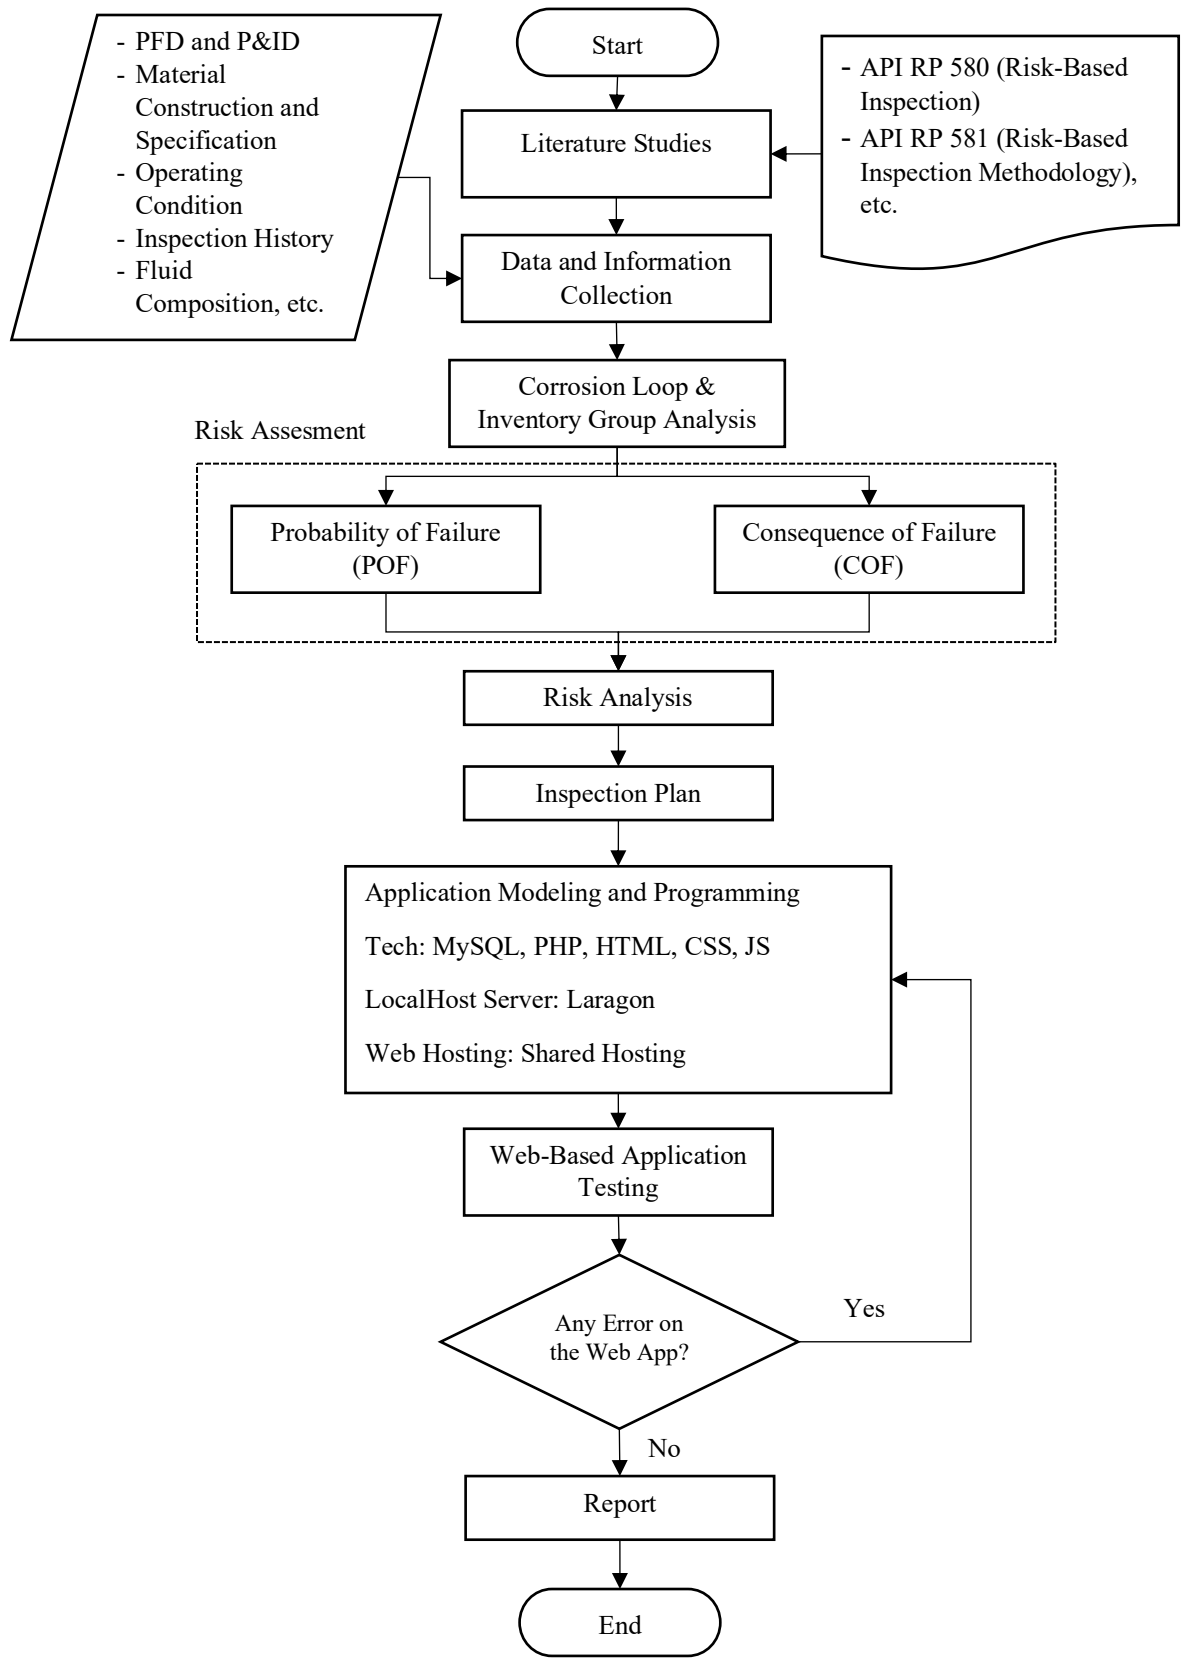 - PFD and P&ID
- Material
Construction and
Specification
- Operating
Condition
- Inspection History
- Fluid
Composition, etc.
Start
- API RP 580 (Risk-Based
Inspection)
- API RP 581 (Risk-Based
Inspection Methodology),
etc.
Literature Studies
Data and Information
Collection
Corrosion Loop &
Inventory Group Analysis
Risk Assesment
Probability of Failure
(POF)
Consequence of Failure
(COF)
Risk Analysis
Inspection Plan
Application Modeling and Programming
Tech: MySQL, PHP, HTML, CSS, JS
LocalHost Server: Laragon
Web Hosting: Shared Hosting
Web-Based Application
Testing
Any Error on
the Web App?
Yes
No
Report
End